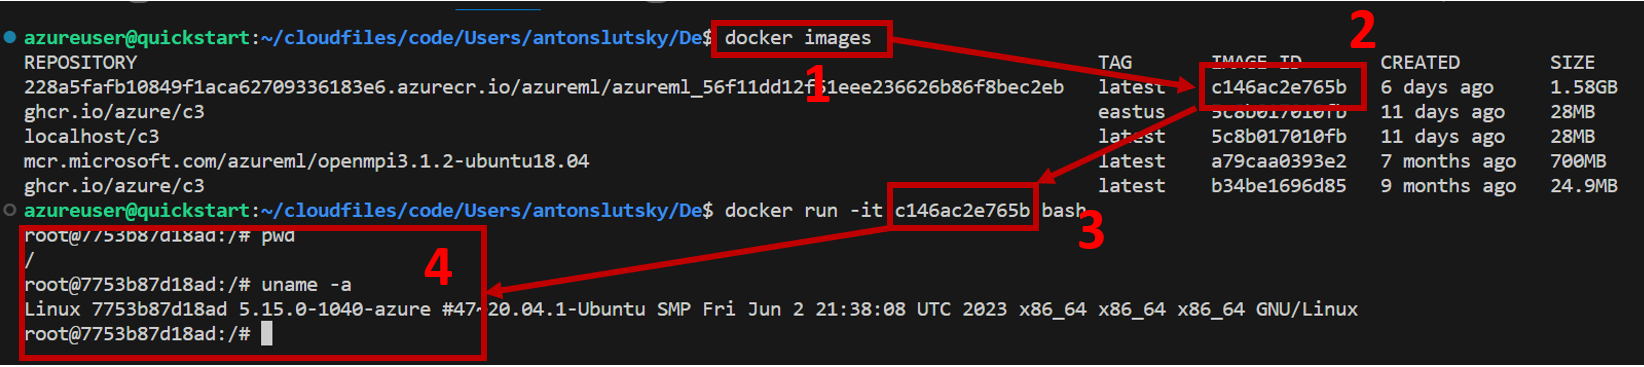 azureuser@quickstart:~/cloudfiles/code/Users/antonslutsky/De$ docker images
2
REPOSITORY TAG IMAGE ID CREATED SIZE
1
228a5fafb10849f1aca62709336183e6.azurecr.io/azureml/azureml_56f11dd12f51eee236626b86f8bec2eb latest c146ac2e765b 6 days ago 1.58GB
ghcr.io/azure/c3 eastus 5c8b017010fb 11 days ago 28MB
localhost/c3 latest 5c8b017010fb 11 days ago 28MB
mcr.microsoft.com/azureml/openmpi3.1.2-ubuntu18.04 latest a79caa0393e2 7 months ago 700MB
ghcr.io/azure/c3 latest b34be1696d85 9 months ago 24.9MB
azureuser@quickstart:~/cloudfiles/code/Users/antonslutsky/De$ docker run -it c146ac2e765b bash
3
root@7753b87d18ad:/# pwd
/
4
root@7753b87d18ad:/# uname -a
Linux 7753b87d18ad 5.15.0-1040-azure #47~20.04.1-Ubuntu SMP Fri Jun 2 21:38:08 UTC 2023 x86_64 x86_64 x86_64 GNU/Linux
root@7753b87d18ad:/#